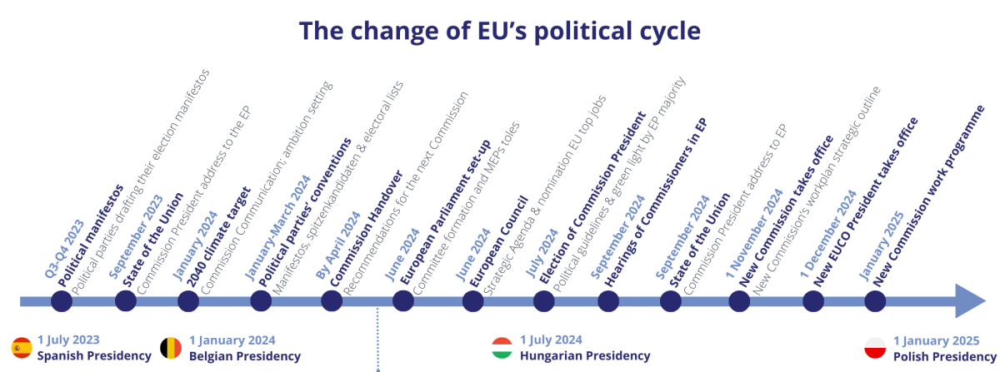 The change of EU's political cycle
Q3-Q4 2023
Political manifestos
Political parties drafting their election manifestos
September 2023
State of the Union
Commission President address to the EP
January 2024
2040 climate target
Commission Communication; ambition setting
January-March 2024
Political parties' conventions
Manifestos, spitzenkandidaten & electoral lists
By April 2024
Commission Handover
Recommendations for the next Commission
June 2024
European Parliament set-up
Committee formation and MEPs toles
June 2024
European Council
Strategic Agenda & nomination EU top jobs
July 2024
Election of Commission President
Political guidelines & green light by EP majority
September 2024
Hearings of Commissioners in EP
September 2024
State of the Union
Commission President address to EP
1 November 2024
New Commission takes office
New Commission's workplan strategic outline
1 December 2024
New EUCO President takes office
January 2025
New Commission work programme
1 July 2023
Spanish Presidency
1 January 2024
Belgian Presidency
1 July 2024
Hungarian Presidency
1 January 2025
Polish Presidency